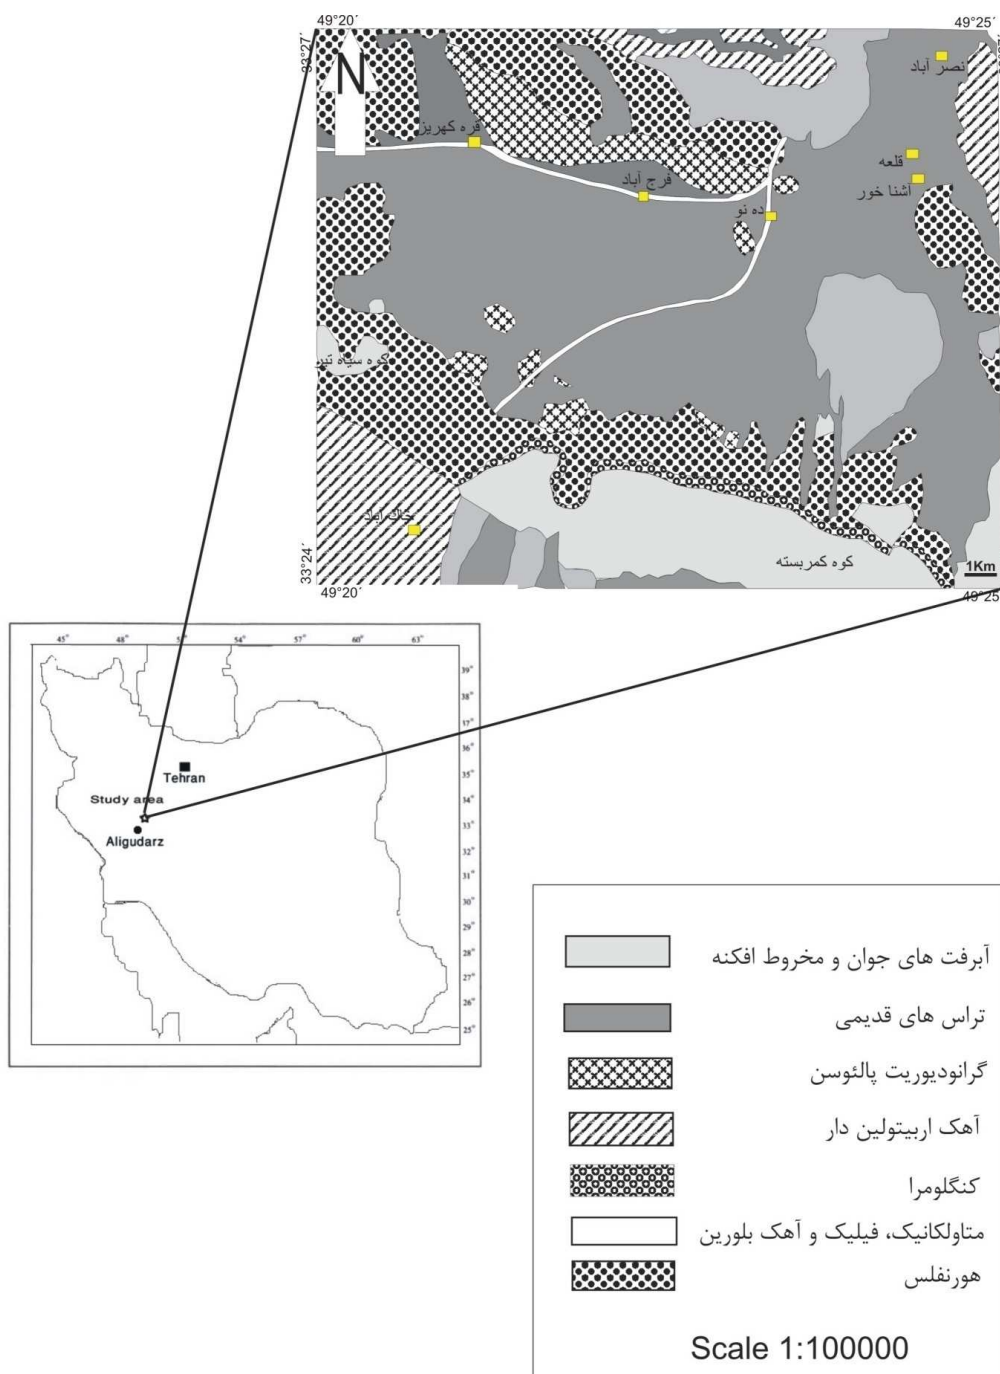 49°20´
49°25´
33°27´
N
نصر آباد
قره کهریز
قلعه
فرج آباد
آشنا خور
ده نو
کوه سیاه تپر
خاک آباد
کوه کمربسته
33°24´
1Km
49°20´
49°25´
45°
48°
51°
54°
57°
60°
63°
39°
38°
37°
36°
35°
34°
33°
32°
31°
30°
29°
28°
27°
26°
25°
Tehran
Study area
Aligudarz
آبرفت های جوان و مخروط افکنه
تراس های قدیمی
گرانودیوریت پالئوسن
آهک اربیتولین دار
کنگلومرا
متاولکانیک، فیلیک و آهک بلورین
هورنفلس
Scale 1:100000